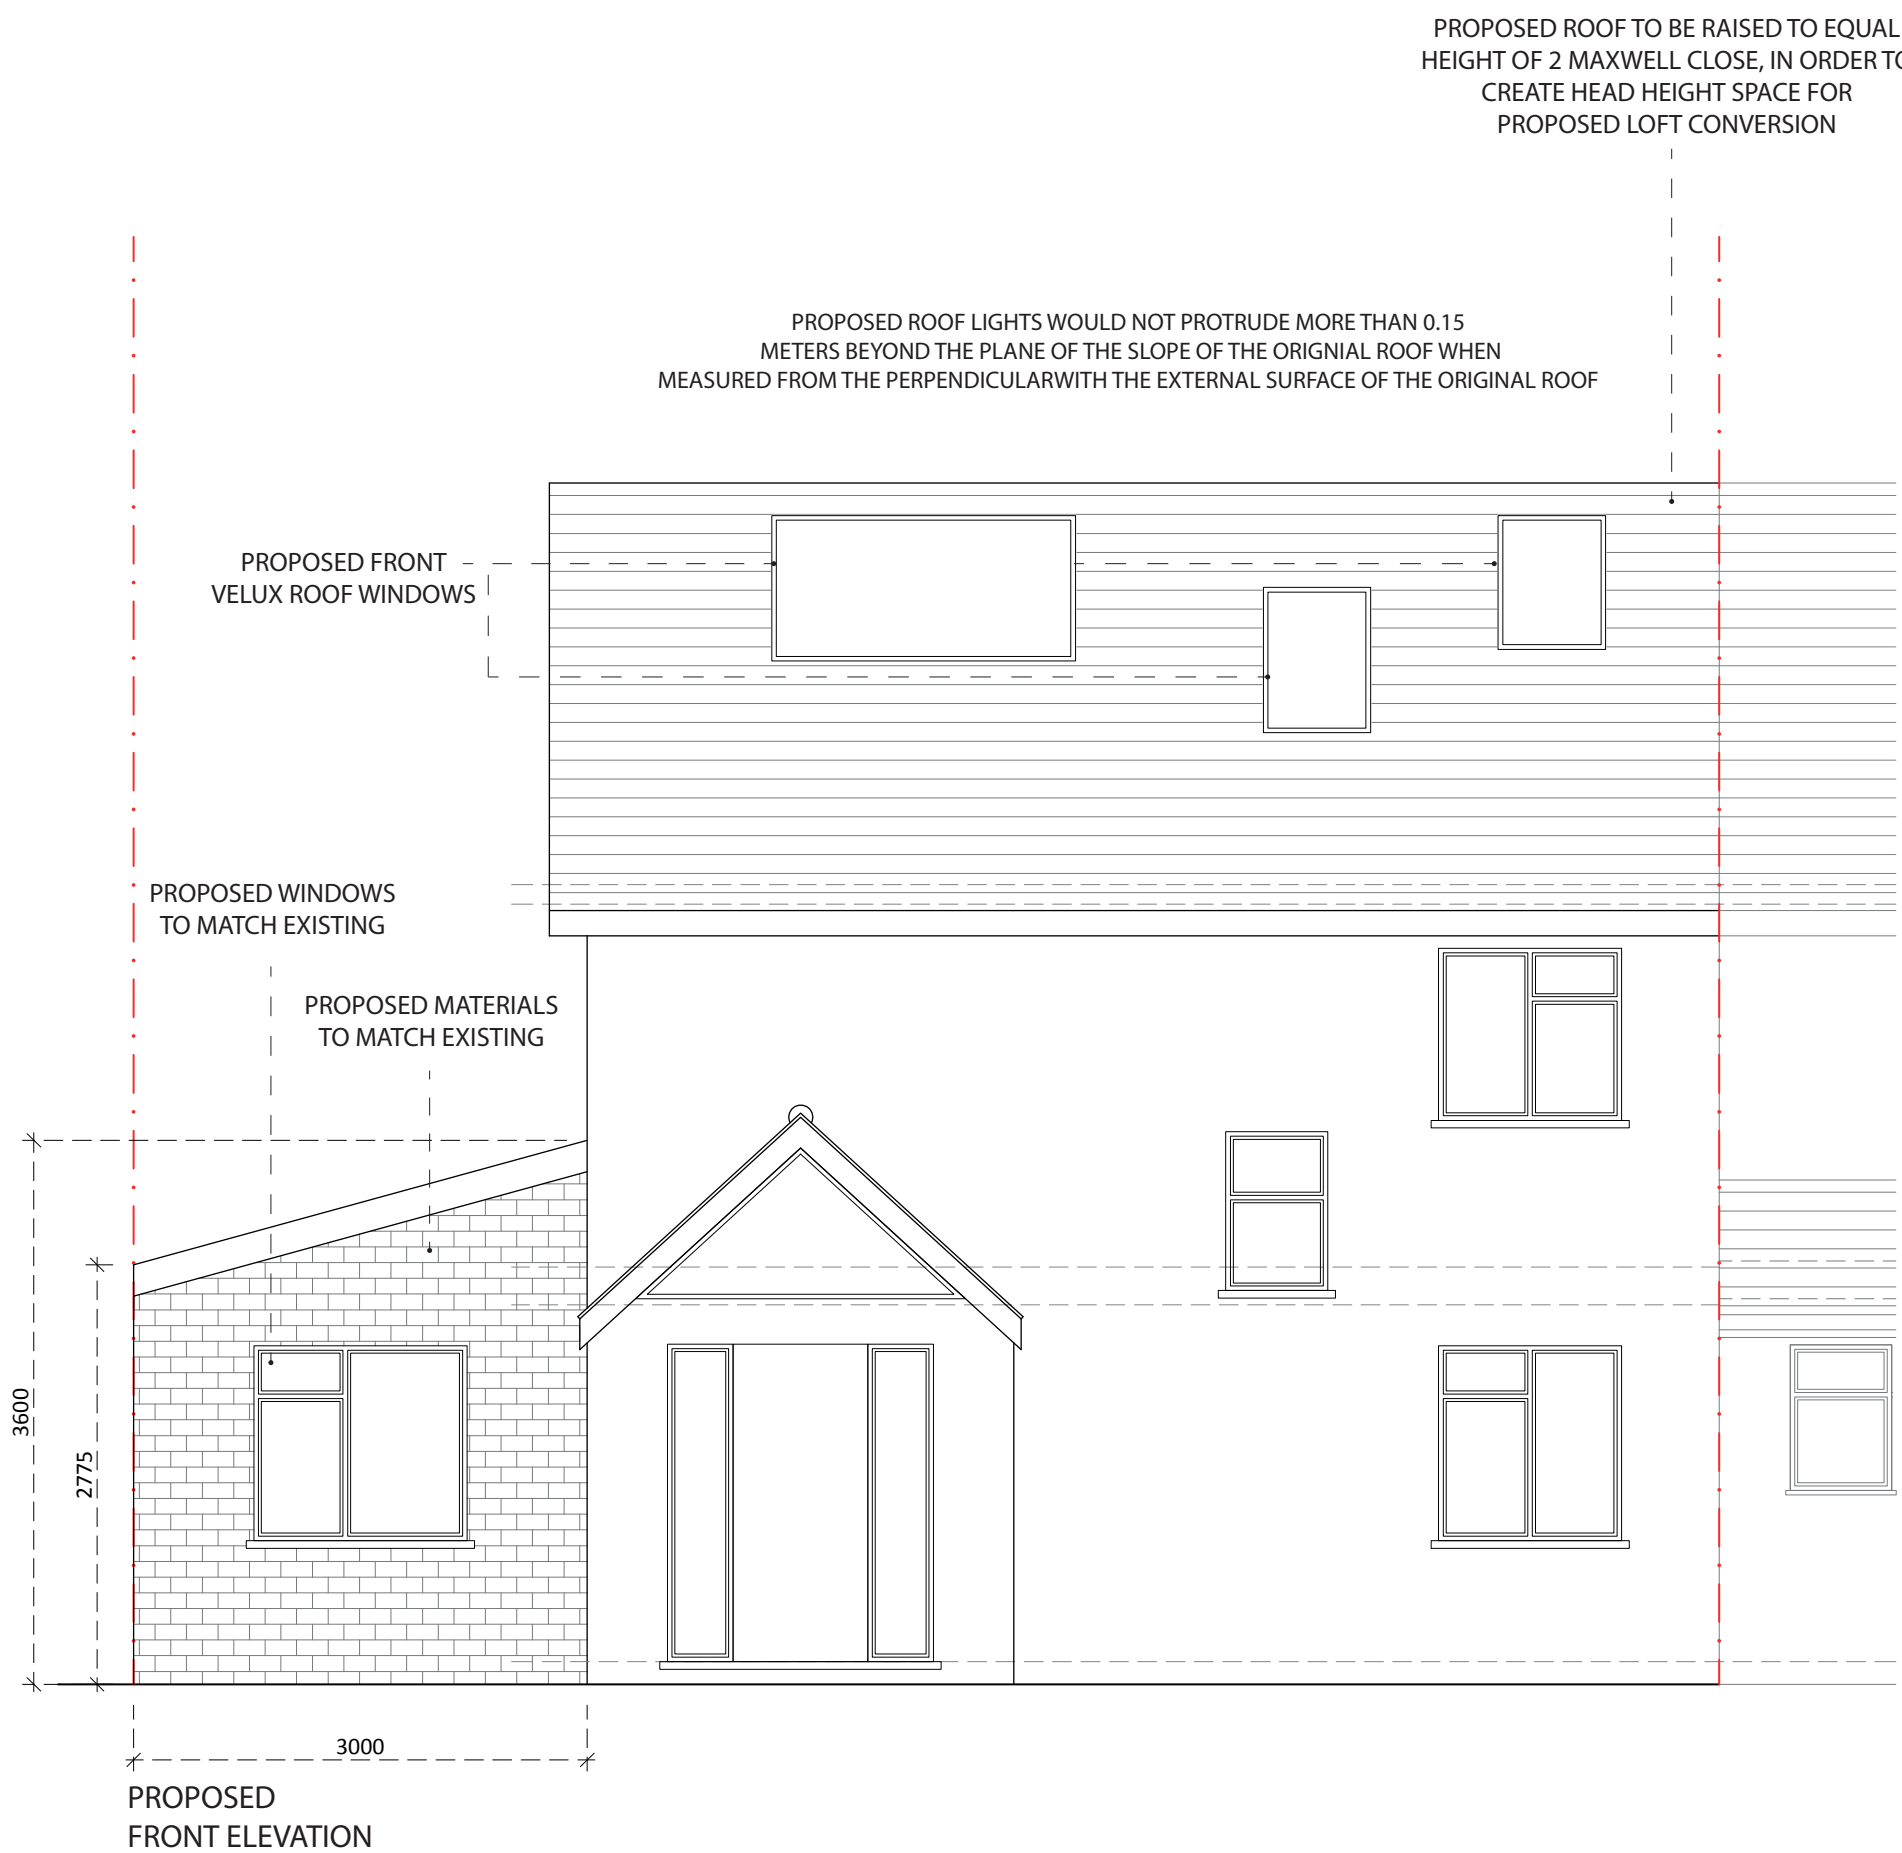 PROPOSED ROOF TO BE RAISED TO EQUAL
HEIGHT OF 2 MAXWELL CLOSE, IN ORDER TO
CREATE HEAD HEIGHT SPACE FOR
PROPOSED LOFT CONVERSION
PROPOSED ROOF LIGHTS WOULD NOT PROTRUDE MORE THAN 0.15
METERS BEYOND THE PLANE OF THE SLOPE OF THE ORIGNIAL ROOF WHEN
MEASURED FROM THE PERPENDICULARWITH THE EXTERNAL SURFACE OF THE ORIGINAL ROOF
PROPOSED FRONT
VELUX ROOF WINDOWS
PROPOSED WINDOWS
TO MATCH EXISTING
PROPOSED MATERIALS
TO MATCH EXISTING
3600
2775
3000
PROPOSED
FRONT ELEVATION